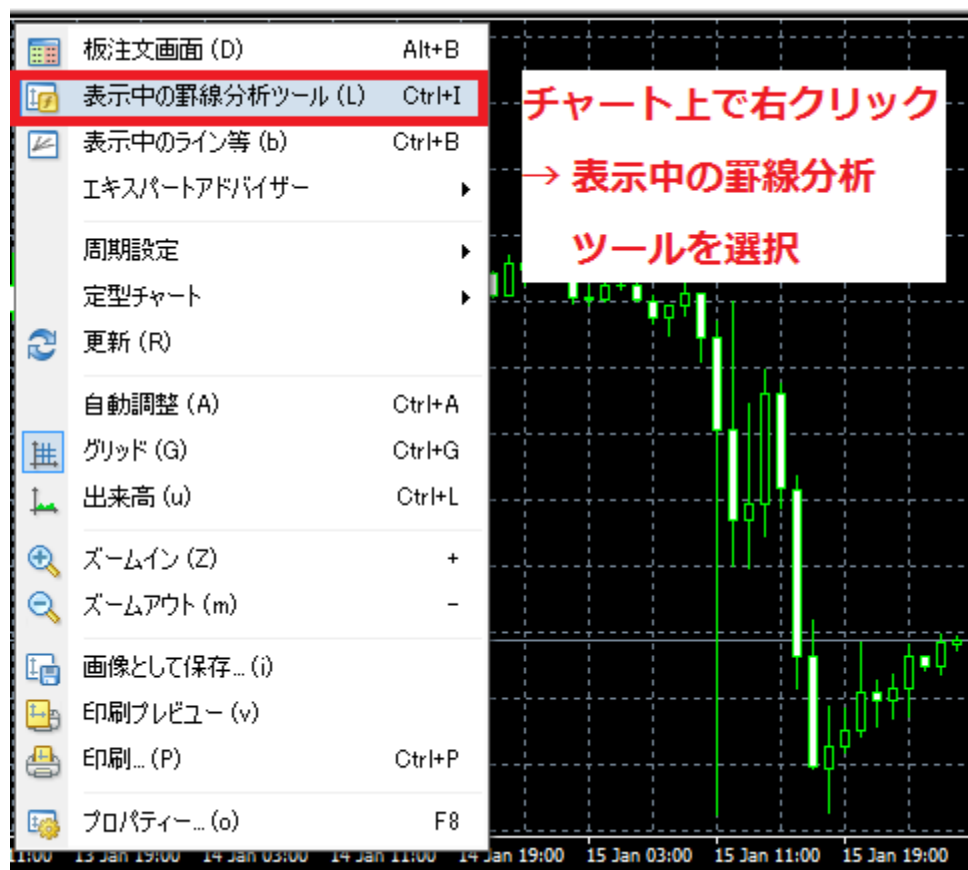 板注文画面 (D) Alt+B
表示中の罫線分析ツール (L) Ctrl+I
表示中のライン等 (b) Ctrl+B
エキスパートアドバイザー
周期設定
定型チャート
更新 (R)
自動調整 (A) Ctrl+A
グリッド (G) Ctrl+G
出来高 (u) Ctrl+L
ズームイン (Z) +
ズームアウト (m) -
画像として保存... (i)
印刷プレビュー (v)
印刷... (P) Ctrl+P
プロパティー... (o) F8
チャート上で右クリック
→ 表示中の罫線分析
ツールを選択
13 Jan 19:00 14 Jan 03:00 14 Jan 11:00 14 Jan 19:00 15 Jan 03:00 15 Jan 11:00 15 Jan 19:00